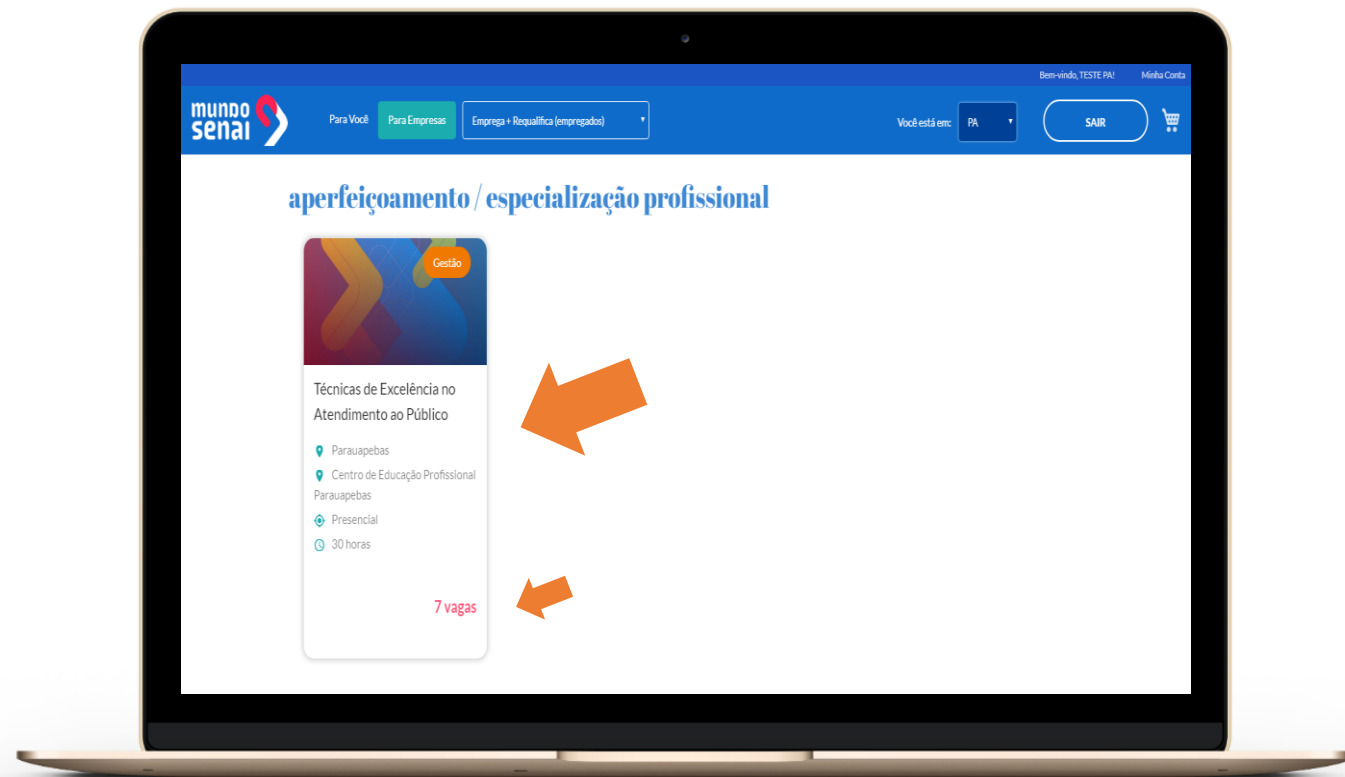 Bem-vindo, TESTE PA! Minha Conta
mundo
senai
Para Você Para Empresas Emprega + Requalifica (empregados) Você está em: PA SAIR
aperfeiçoamento / especialização profissional
Gestão
Técnicas de Excelência no
Atendimento ao Público
Parauapebas
Centro de Educação Profissional
Parauapebas
Presencial
30 horas
7 vagas